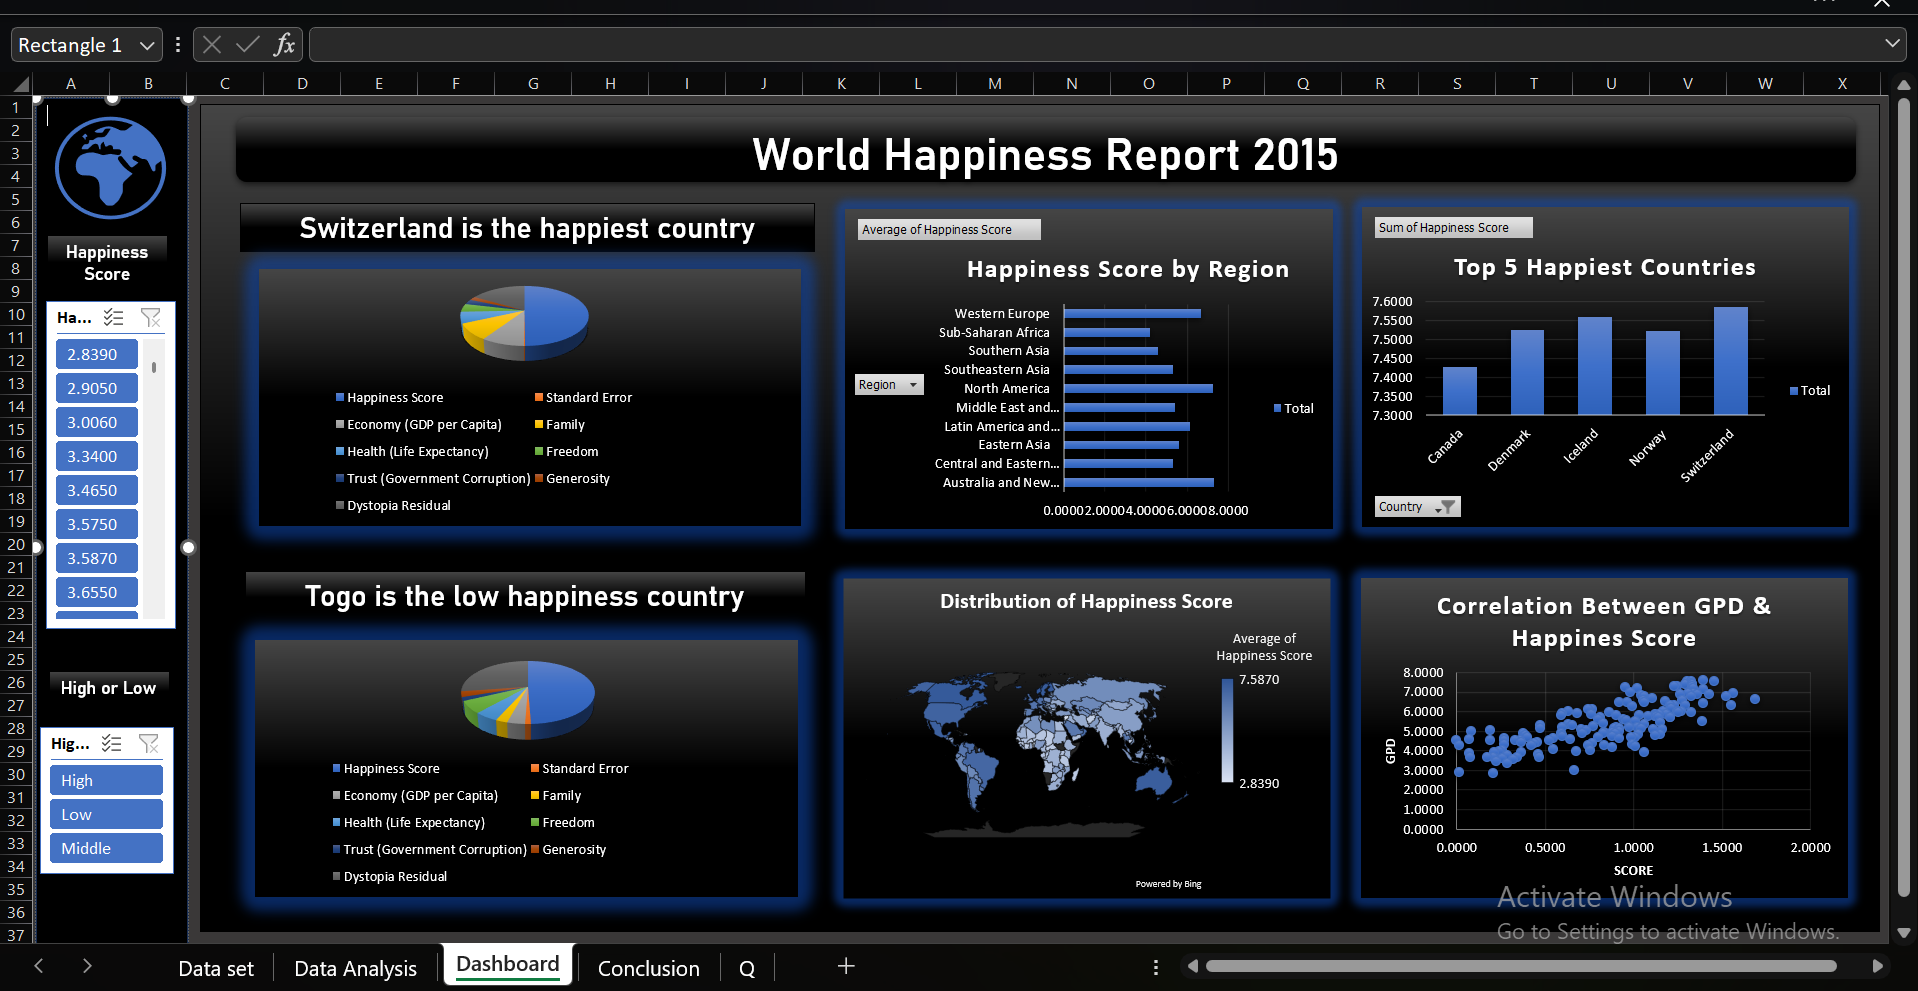 Rectangle 1
fx
A B C D E F G H I J K L M N O P Q R S T U V W X
1
2
3
4
5
6
7
8
9
10
11
12
13
14
15
16
17
18
19
20
21
22
23
24
25
26
27
28
29
30
31
32
33
34
35
36
37
Happiness
Score
Ha...
2.8390
2.9050
3.0060
3.3400
3.4650
3.5750
3.5870
3.6550
High or Low
Hig...
High
Low
Middle
World Happiness Report 2015
Switzerland is the happiest country
Happiness Score Standard Error
Economy (GDP per Capita) Family
Health (Life Expectancy) Freedom
Trust (Government Corruption) Generosity
Dystopia Residual
Average of Happiness Score
Happiness Score by Region
Region
Western Europe
Sub-Saharan Africa
Southern Asia
Southeastern Asia
North America
Middle East and...
Latin America and...
Eastern Asia
Central and Eastern...
Australia and New...
0.00002.00004.00006.00008.0000
Total
Sum of Happiness Score
Top 5 Happiest Countries
7.6000
7.5500
7.5000
7.4500
7.4000
7.3500
7.3000
Canada
Denmark
Iceland
Norway
Switzerland
Total
Country
Togo is the low happiness country
Happiness Score Standard Error
Economy (GDP per Capita) Family
Health (Life Expectancy) Freedom
Trust (Government Corruption) Generosity
Dystopia Residual
Distribution of Happiness Score
Average of
Happiness Score
7.5870
2.8390
Powered by Bing
Correlation Between GPD &
Happines Score
8.0000
7.0000
6.0000
5.0000
4.0000
3.0000
2.0000
1.0000
0.0000
GPD
0.0000 0.5000 1.0000 1.5000 2.0000
SCORE
Activate Windows
Go to Settings to activate Windows.
Data set Data Analysis Dashboard Conclusion Q